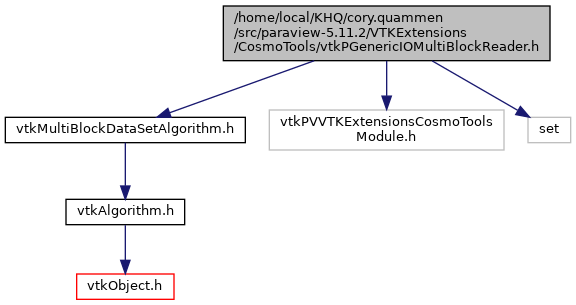 /home/local/KHQ/cory.quammen
/src/paraview-5.11.2/VTKExtensions
/CosmoTools/vtkPGenericIOMultiBlockReader.h
vtkMultiBlockDataSetAlgorithm.h
vtkPVVTKExtensionsCosmoTools
Module.h
set
vtkAlgorithm.h
vtkObject.h